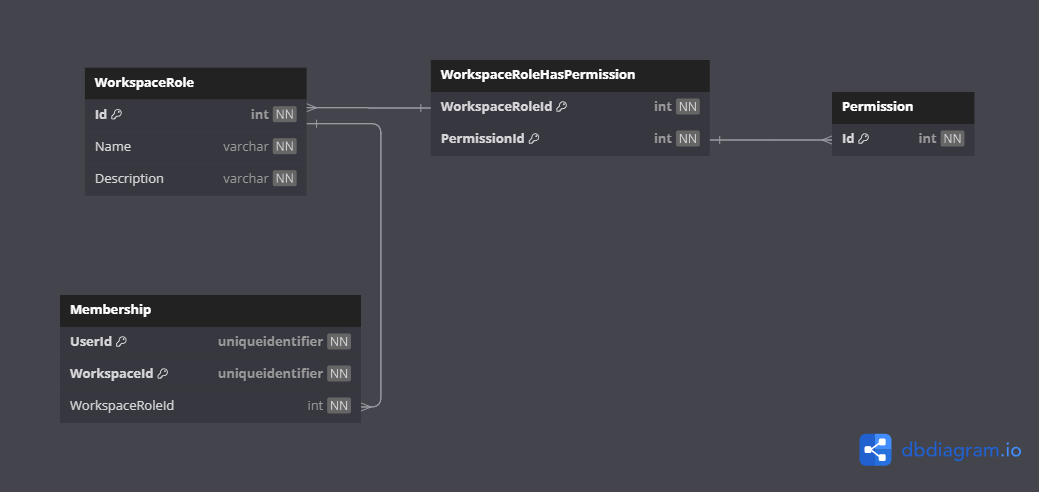 WorkspaceRole
Id int NN
Name varchar NN
Description varchar NN
WorkspaceRoleHasPermission
WorkspaceRoleId int NN
PermissionId int NN
Permission
Id int NN
Membership
UserId uniqueidentifier NN
WorkspaceId uniqueidentifier NN
WorkspaceRoleId int NN
dbdiagram.io